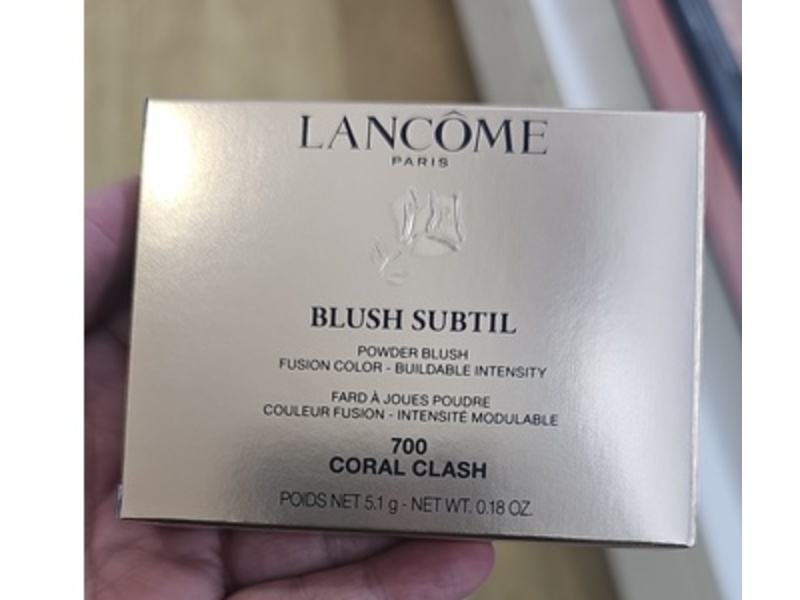 LANCÔME
PARIS
BLUSH SUBTIL
POWDER BLUSH
FUSION COLOR - BUILDABLE INTENSITY
FARD À JOUES POUDRE
COULEUR FUSION - INTENSITÉ MODULABLE
700
CORAL CLASH
POIDS NET 5.1 g - NET WT. 0.18 OZ.